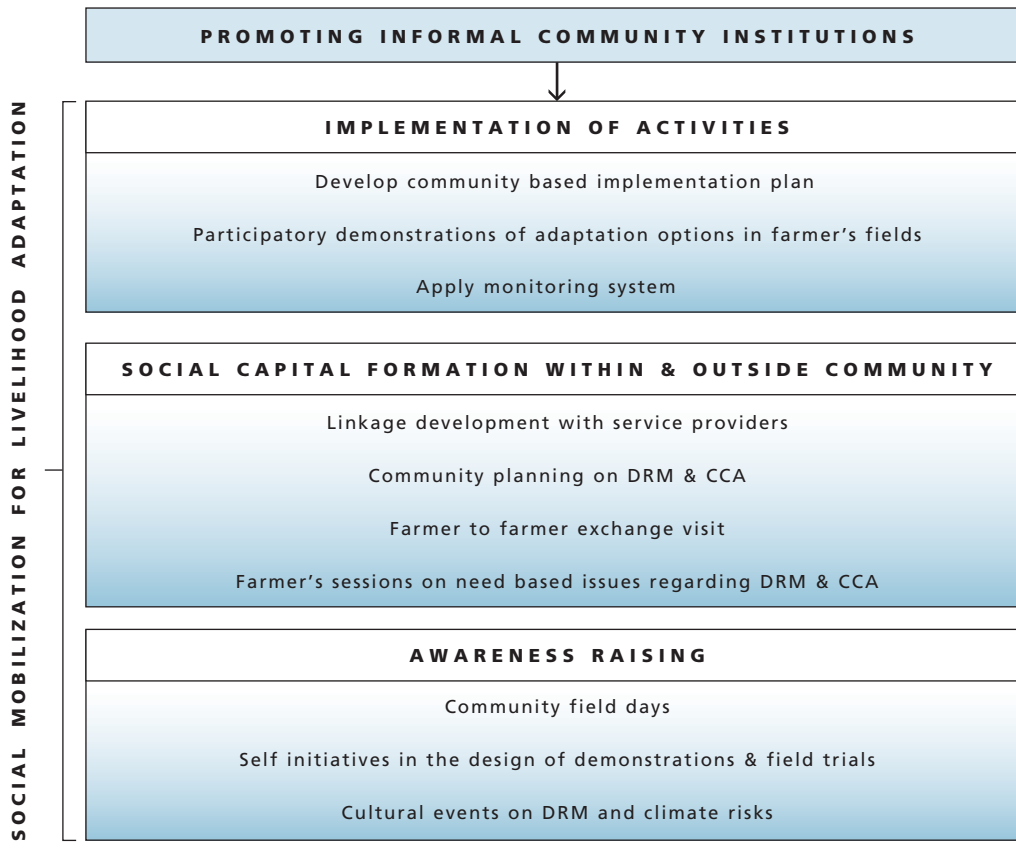 PROMOTING INFORMAL COMMUNITY INSTITUTIONS
SOCIAL MOBILIZATION FOR LIVELIHOOD ADAPTATION
IMPLEMENTATION OF ACTIVITIES
Develop community based implementation plan
Participatory demonstrations of adaptation options in farmer’s fields
Apply monitoring system
SOCIAL CAPITAL FORMATION WITHIN & OUTSIDE COMMUNITY
Linkage development with service providers
Community planning on DRM & CCA
Farmer to farmer exchange visit
Farmer’s sessions on need based issues regarding DRM & CCA
AWARENESS RAISING
Community field days
Self initiatives in the design of demonstrations & field trials
Cultural events on DRM and climate risks